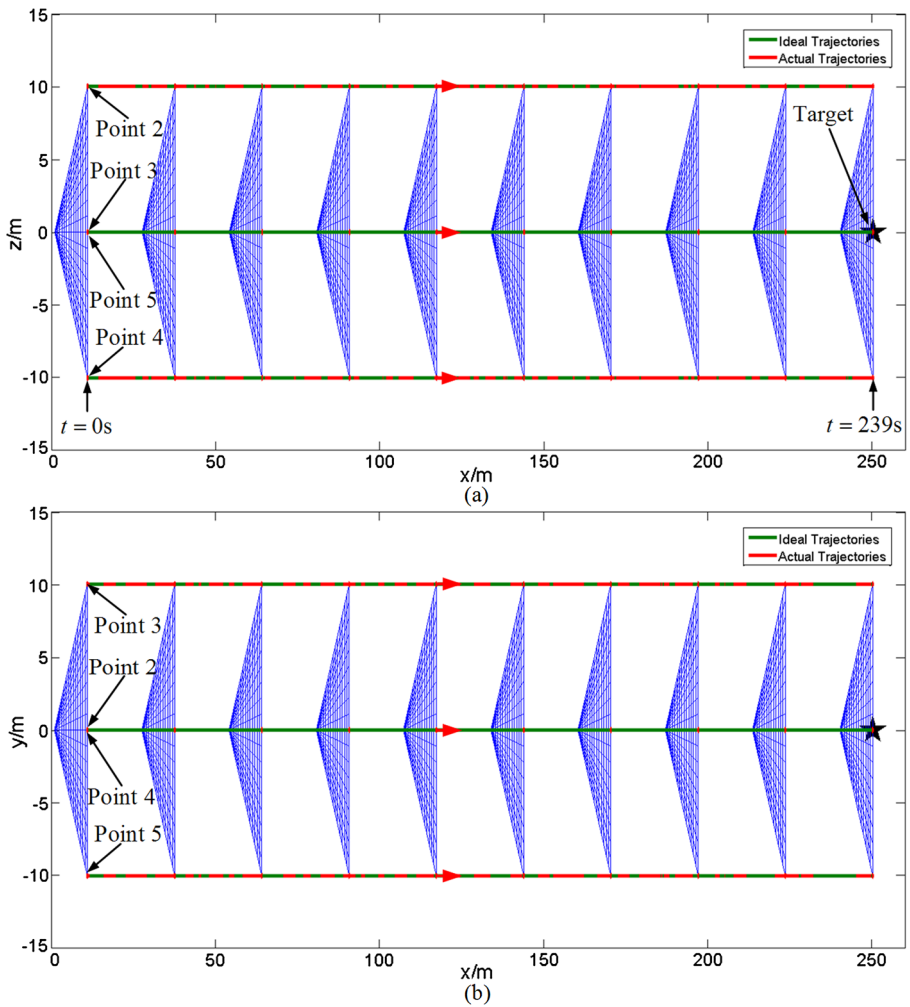 15
10
5
0
-5
-10
-15
z/m
Ideal Trajectories
Actual Trajectories
Point 2
Point 3
Point 5
Point 4
Target
t = 0s
t = 239s
0
50
100
150
200
250
x/m
(a)
15
10
5
0
-5
-10
-15
y/m
Ideal Trajectories
Actual Trajectories
Point 3
Point 2
Point 4
Point 5
0
50
100
150
200
250
x/m
(b)